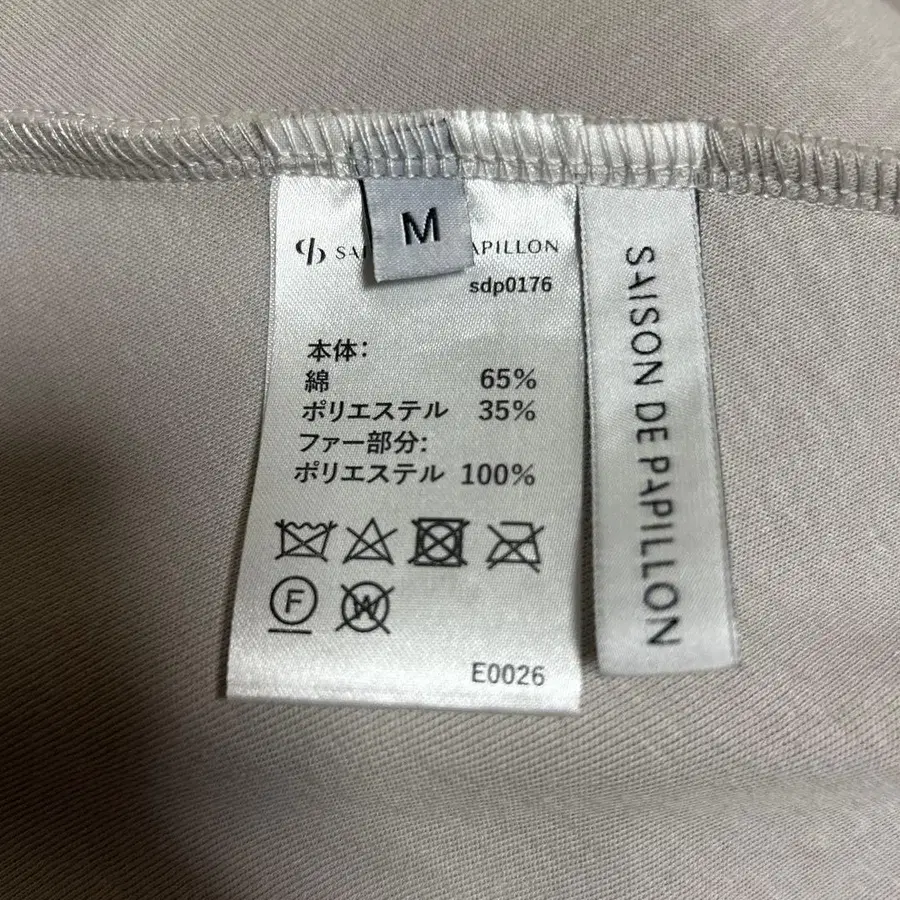 M
SAI APILLON
sdp0176
本体:
綿 65%
ポリエステル 35%
ファー部分:
ポリエステル 100%
F
W
E0026
SAISON DE PAPILLON